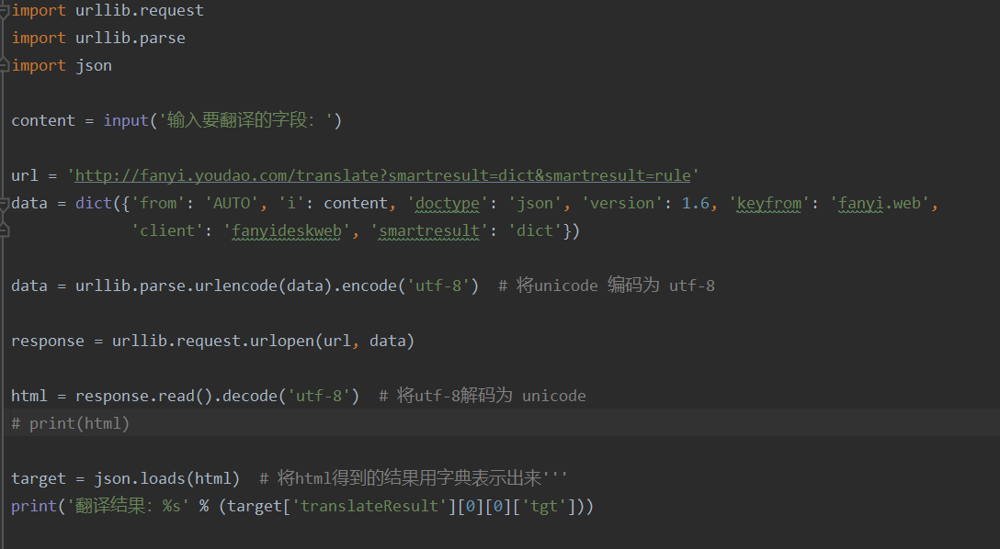 import urllib.request
import urllib.parse
import json
content = input('输入要翻译的字段：')
url = 'http://fanyi.youdao.com/translate?smartresult=dict&smartresult=rule'
data = dict({'from': 'AUTO', 'i': content, 'doctype': 'json', 'version': 1.6, 'keyfrom': 'fanyi.web',
'client': 'fanyideskweb', 'smartresult': 'dict'})
data = urllib.parse.urlencode(data).encode('utf-8')  # 将unicode 编码为 utf-8
response = urllib.request.urlopen(url, data)
html = response.read().decode('utf-8')  # 将utf-8解码为 unicode
# print(html)
target = json.loads(html)  # 将html得到的结果用字典表示出来'''
print('翻译结果：%s' % (target['translateResult'][0][0]['tgt']))